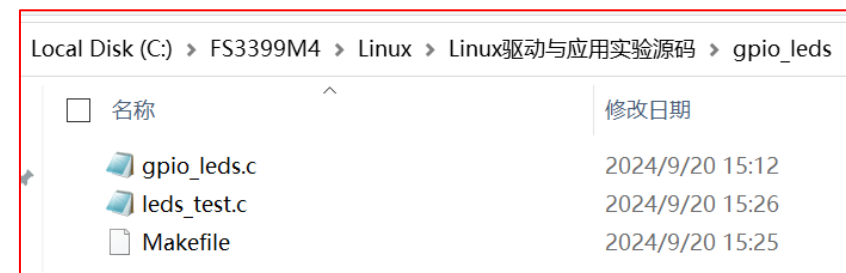 Local Disk (C:) > FS3399M4 > Linux > Linux驱动与应用实验源码 > gpio_leds
名称 修改日期
gpio_leds.c 2024/9/20 15:12
leds_test.c 2024/9/20 15:26
Makefile 2024/9/20 15:25